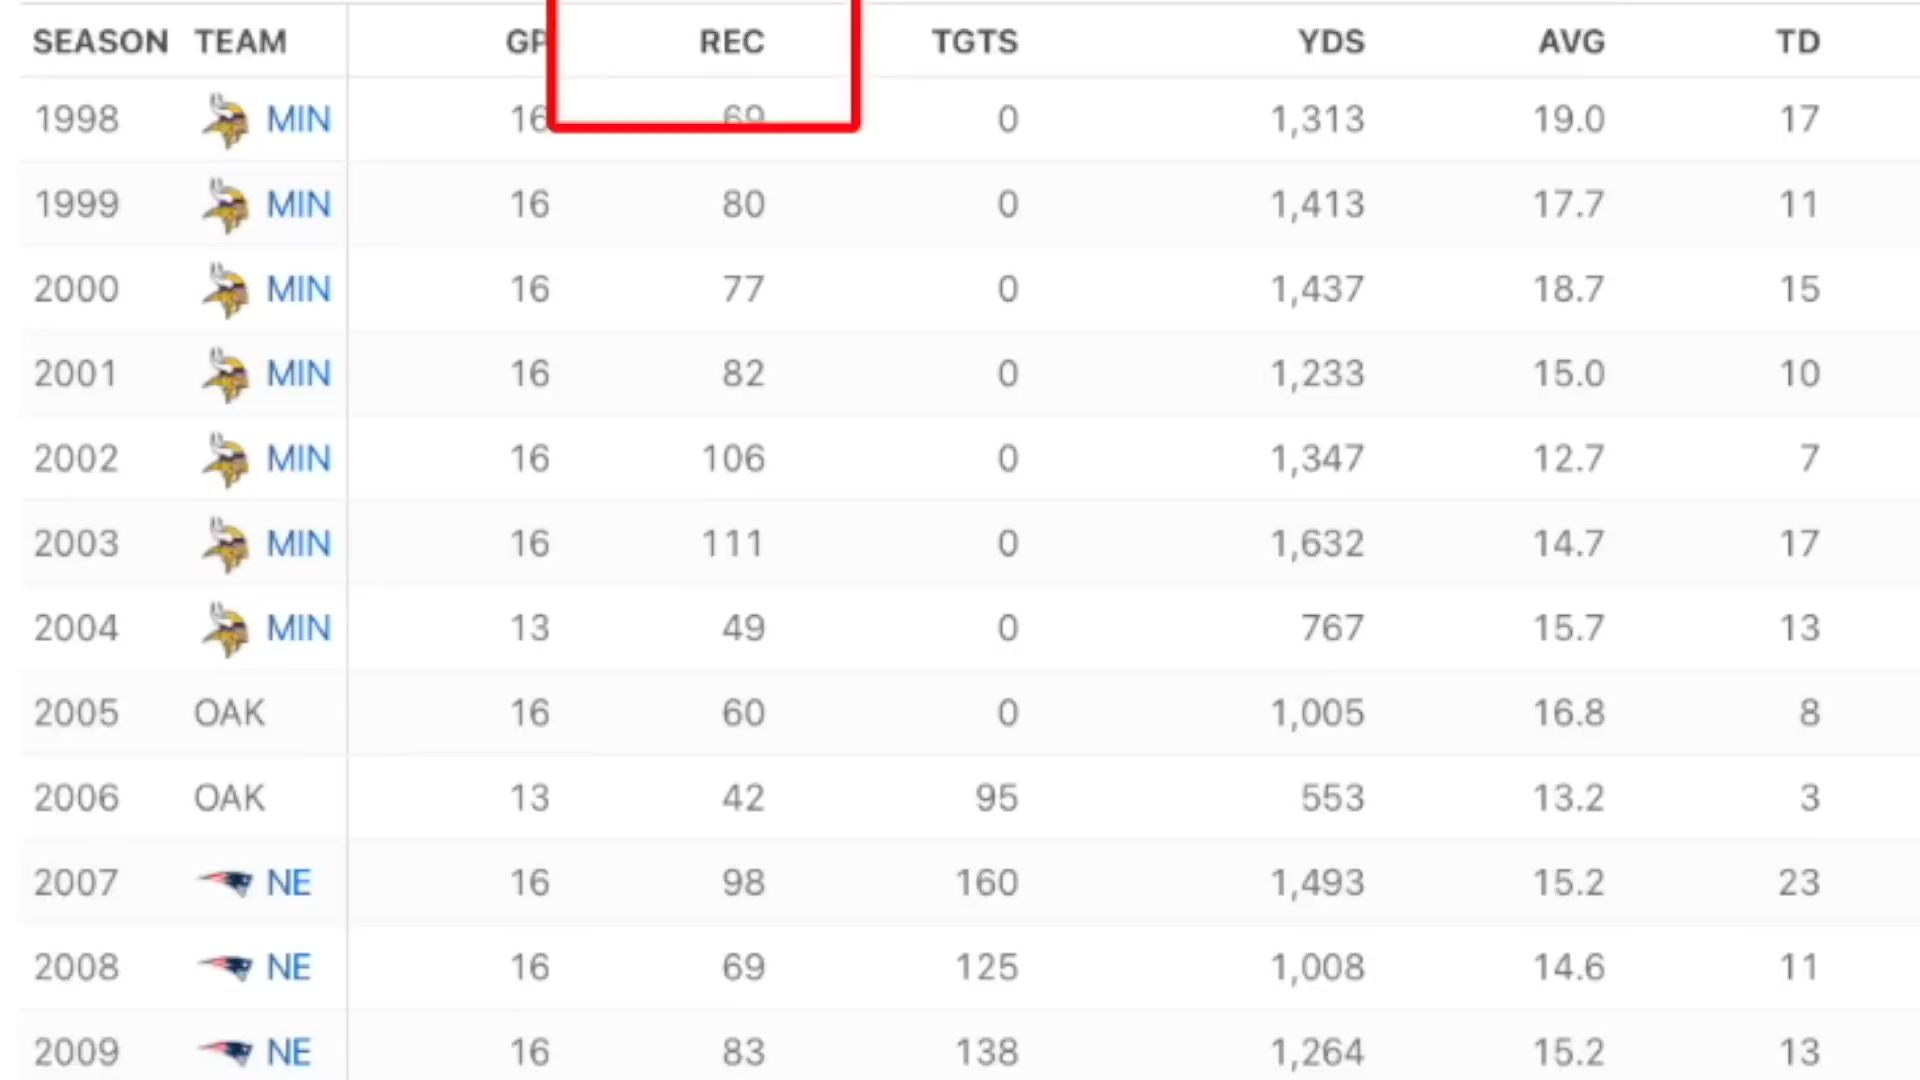 SEASON TEAM GP REC TGTS YDS AVG TD
1998 MIN 16 69 0 1,313 19.0 17
1999 MIN 16 80 0 1,413 17.7 11
2000 MIN 16 77 0 1,437 18.7 15
2001 MIN 16 82 0 1,233 15.0 10
2002 MIN 16 106 0 1,347 12.7 7
2003 MIN 16 111 0 1,632 14.7 17
2004 MIN 13 49 0 767 15.7 13
2005 OAK 16 60 0 1,005 16.8 8
2006 OAK 13 42 95 553 13.2 3
2007 NE 16 98 160 1,493 15.2 23
2008 NE 16 69 125 1,008 14.6 11
2009 NE 16 83 138 1,264 15.2 13